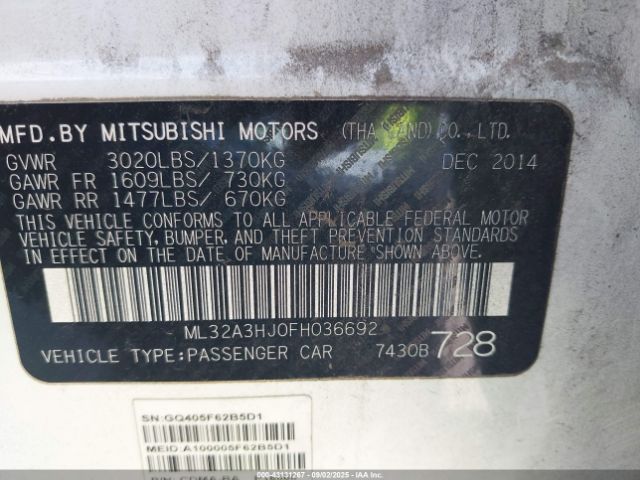 MFD.BY MITSUBISHI MOTORS (THAILAND)CO.,LTD.
GVWR 3020LBS/1370KG DEC 2014
GAWR FR 1609LBS/ 730KG
GAWR RR 1477LBS/ 670KG
THIS VEHICLE CONFORMS TO ALL APPLICABLE FEDERAL MOTOR
VEHICLE SAFETY, BUMPER, AND THEFT PREVENTION STANDARDS
IN EFFECT ON THE DATE OF MANUFACTURE SHOWN ABOVE.
ML32A3HJ0FH036692
VEHICLE TYPE:PASSENGER CAR 7430B 728
SN:GQ405F62B5D1
MEID:A100005F62B5D1
© IAA - 43131267 - 09/02/2025 - IAAI.com